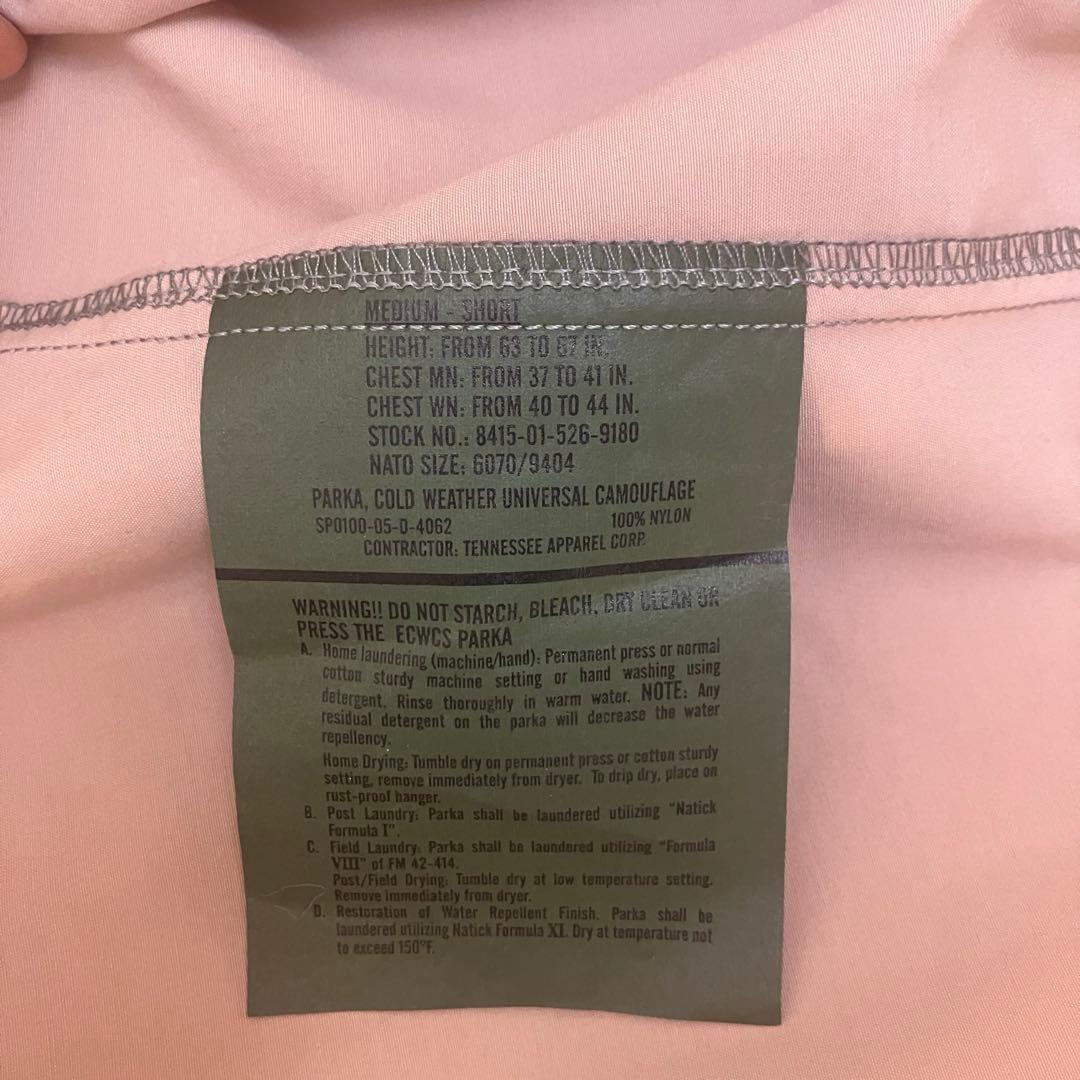 MEDIUM - SHORT
HEIGHT: FROM 63 TO 67 IN.
CHEST MN: FROM 37 TO 41 IN.
CHEST WN: FROM 40 TO 44 IN.
STOCK NO.: 8415-01-526-9180
NATO SIZE: 6070/9404
PARKA, COLD WEATHER UNIVERSAL CAMOUFLAGE
SPO100-05-D-4062 100% NYLON
CONTRACTOR: TENNESSEE APPAREL CORP.
WARNING!! DO NOT STARCH, BLEACH, DRY CLEAN OR
PRESS THE ECWCS PARKA
A. Home laundering (machine/hand): Permanent press or normal
cotton sturdy machine setting or hand washing using
detergent. Rinse thoroughly in warm water. NOTE: Any
residual detergent on the parka will decrease the water
repellency.
Home Drying: Tumble dry on permanent press or cotton sturdy
setting, remove immediately from dryer. To drip dry, place on
rust-proof hanger.
B. Post Laundry: Parka shall be laundered utilizing "Natick
Formula I".
C. Field Laundry: Parka shall be laundered utilizing "Formula
VIII" of FM 42-414.
Post/Field Drying: Tumble dry at low temperature setting.
Remove immediately from dryer.
D. Restoration of Water Repellent Finish. Parka shall be
laundered utilizing Natick Formula XI. Dry at temperature not
to exceed 150°F.